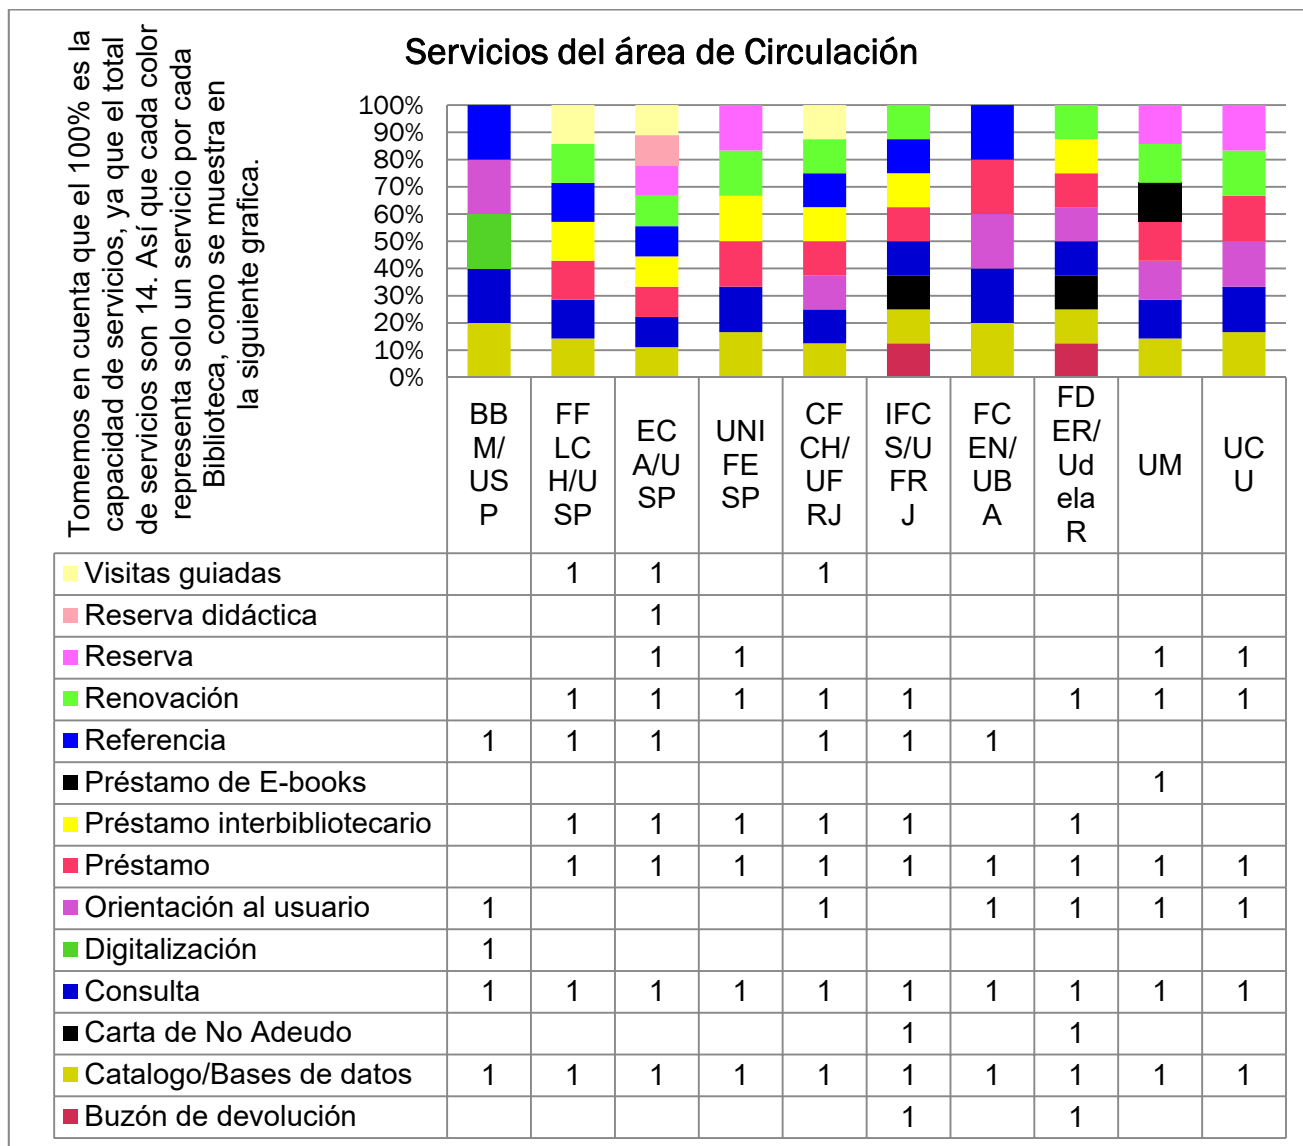 Tomemos en cuenta que el 100% es la
capacidad de servicios, ya que el total
de servicios son 14. Así que cada color
representa solo un servicio por cada
Biblioteca, como se muestra en
la siguiente grafica.
Servicios del área de Circulación
100%
90%
80%
70%
60%
50%
40%
30%
20%
10%
0%
BB
M/
US
P
FF
LC
H/U
SP
EC
A/U
SP
UNI
FE
SP
CF
CH/
UF
RJ
IFC
S/U
FR
J
FC
EN/
UB
A
FD
ER/
Ud
ela
R
UM
UC
U
Visitas guiadas 1 1 1
Reserva didáctica 1
Reserva 1 1 1 1
Renovación 1 1 1 1 1 1 1 1
Referencia 1 1 1 1 1 1
Préstamo de E-books 1
Préstamo interbibliotecario 1 1 1 1 1 1
Préstamo 1 1 1 1 1 1 1 1 1
Orientación al usuario 1 1 1 1 1 1
Digitalización 1
Consulta 1 1 1 1 1 1 1 1 1 1
Carta de No Adeudo 1 1
Catalogo/Bases de datos 1 1 1 1 1 1 1 1 1 1
Buzón de devolución 1 1